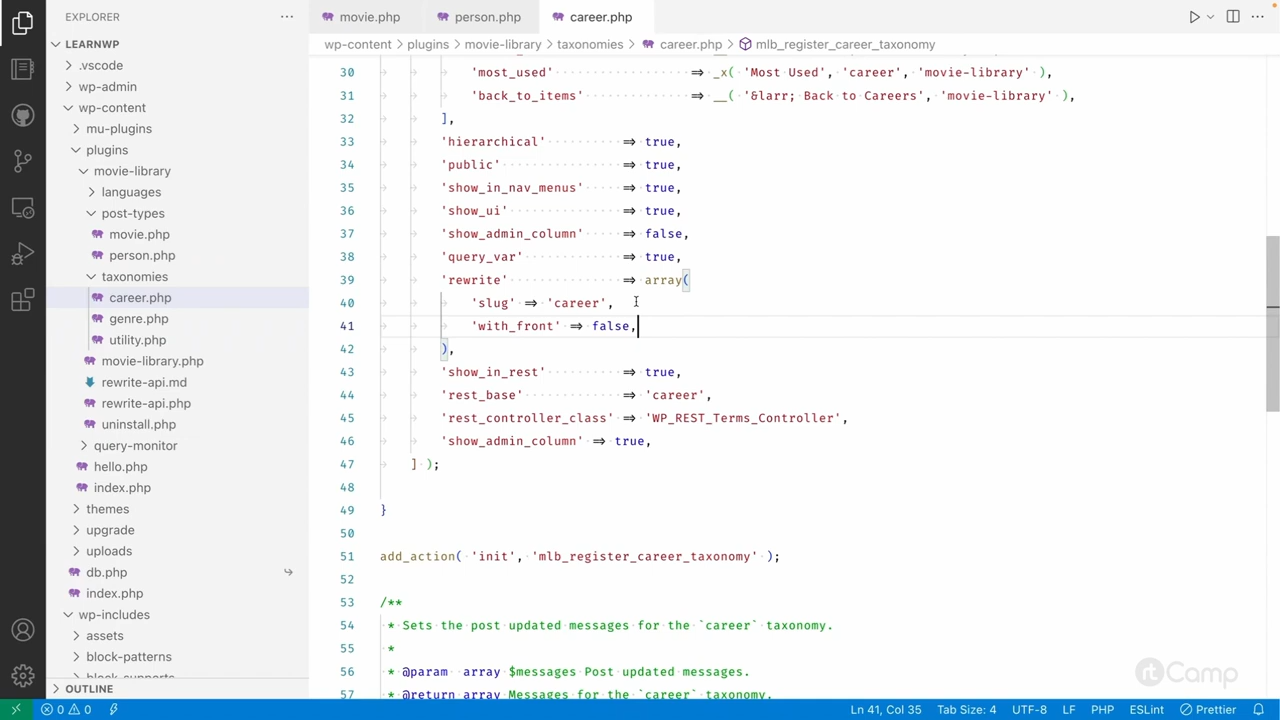 EXPLORER
LEARNWP
.vscode
wp-admin
wp-content
mu-plugins
plugins
movie-library
languages
post-types
movie.php
person.php
taxonomies
career.php
genre.php
utility.php
movie-library.php
rewrite-api.md
rewrite-api.php
uninstall.php
query-monitor
hello.php
index.php
themes
upgrade
uploads
db.php
index.php
wp-includes
assets
block-patterns
OUTLINE
movie.php person.php career.php
wp-content > plugins > movie-library > taxonomies > career.php > mlb_register_career_taxonomy
30 'most_used' => _x( 'Most Used', 'career', 'movie-library' ),
31 'back_to_items' => __( '&larr; Back to Careers', 'movie-library' ),
32 ],
33 'hierarchical' => true,
34 'public' => true,
35 'show_in_nav_menus' => true,
36 'show_ui' => true,
37 'show_admin_column' => false,
38 'query_var' => true,
39 'rewrite' => array(
40 'slug' => 'career',
41 'with_front' => false,
42 ),
43 'show_in_rest' => true,
44 'rest_base' => 'career',
45 'rest_controller_class' => 'WP_REST_Terms_Controller',
46 'show_admin_column' => true,
47 ] );
48
49 }
50
51 add_action( 'init', 'mlb_register_career_taxonomy' );
52
53 /**
54 * Sets the post updated messages for the `career` taxonomy.
55 *
56 * @param array $messages Post updated messages.
57 * @return array Messages for the `career` taxonomy.
rtCamp
0 0 Ln 41, Col 35 Tab Size: 4 UTF-8 LF PHP ESLint Prettier